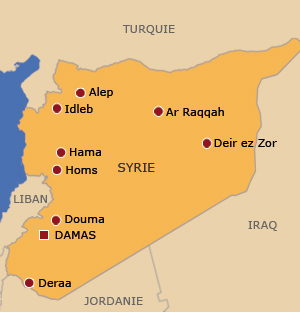 TURQUIE
Alep
Idleb
Ar Raqqah
Deir ez Zor
Hama
Homs
SYRIE
LIBAN
Douma
IRAQ
DAMAS
Deraa
JORDANIE